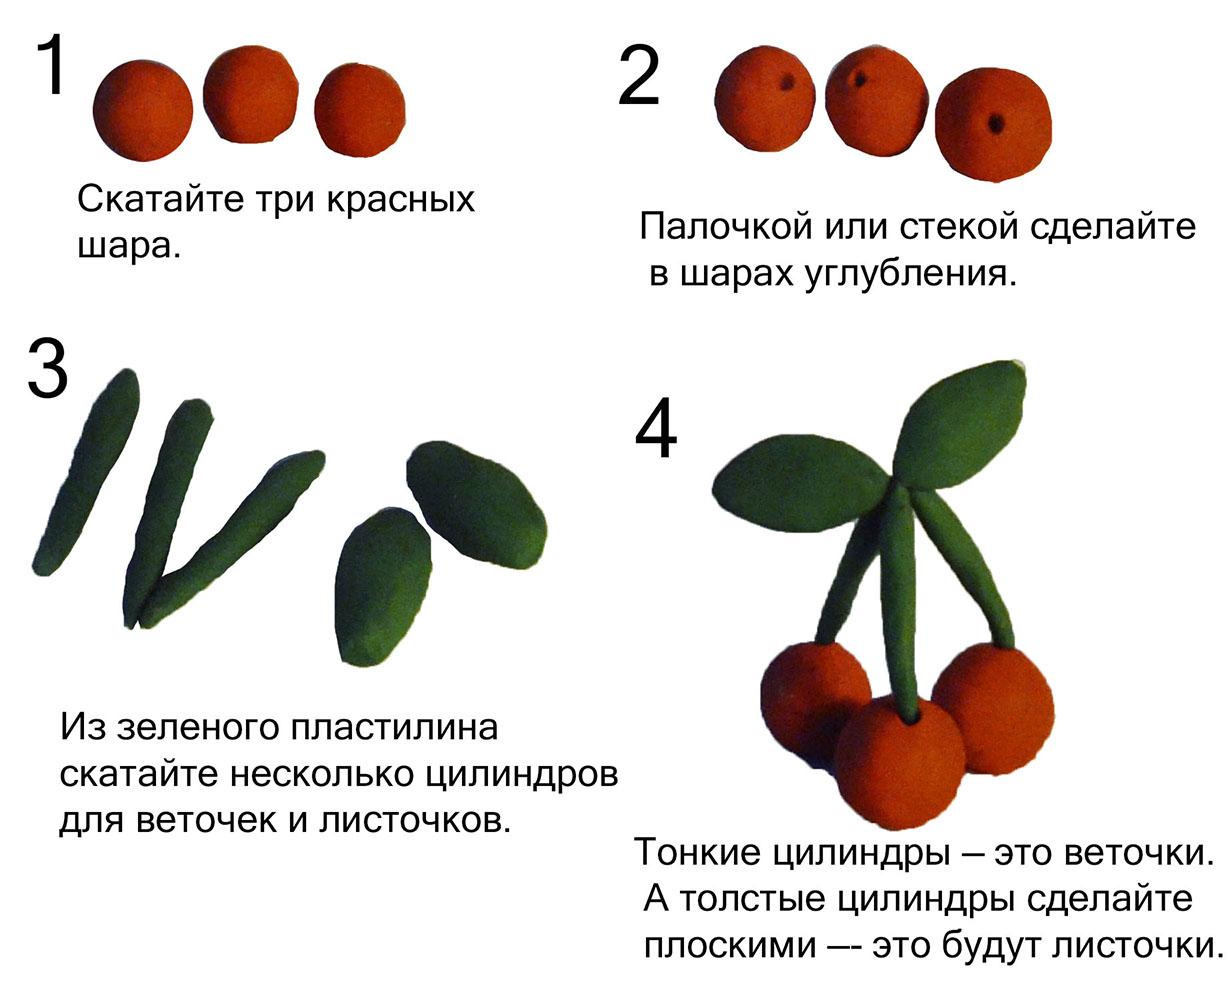 1
Скатайте три красных
шара.
2
Палочкой или стекой сделайте
в шарах углубления.
3
Из зеленого пластилина
скатайте несколько цилиндров
для веточек и листочков.
4
Тонкие цилиндры – это веточки.
А толстые цилиндры сделайте
плоскими –- это будут листочки.